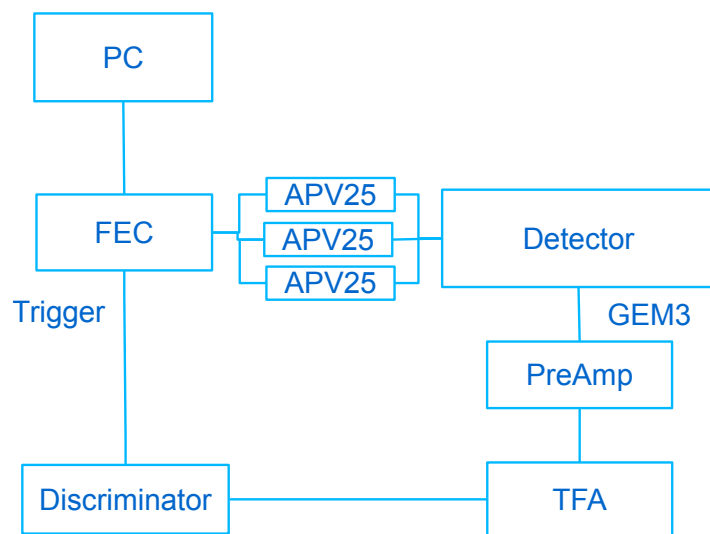 PC
APV25
FEC
APV25
Detector
APV25
Trigger
GEM3
PreAmp
Discriminator
TFA